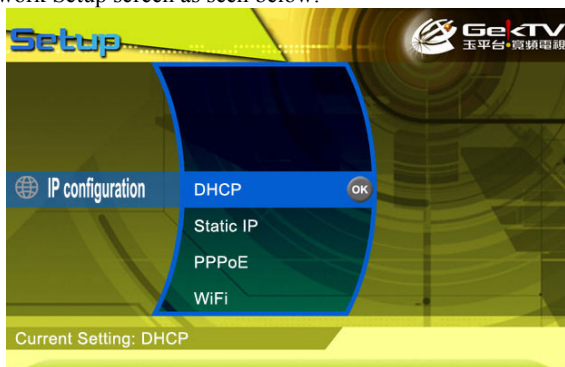 work Setup screen as seen below:
Setup
GekTV
玉平台•寬頻電視
IP configuration
DHCP
OK
Static IP
PPPoE
WiFi
Current Setting: DHCP